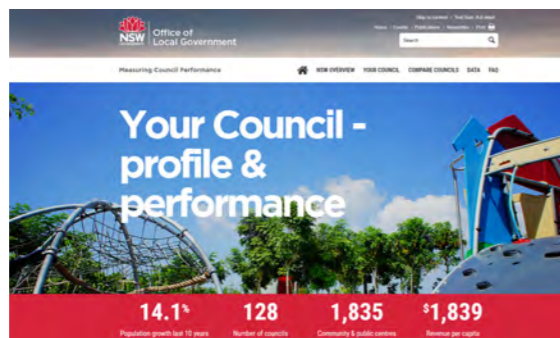 Skip to content | Text Size: A A Reset
Home | Events | Publications | Newsletters | Print
NSW
GOVERNMENT
Office of
Local Government
Search
Measuring Council Performance
NSW OVERVIEW YOUR COUNCIL COMPARE COUNCILS DATA FAQ
Your Council -
profile &
performance
14.1% 128 1,835 $1,839
Population growth last 10 years Number of councils Community & public centres Revenue per capita